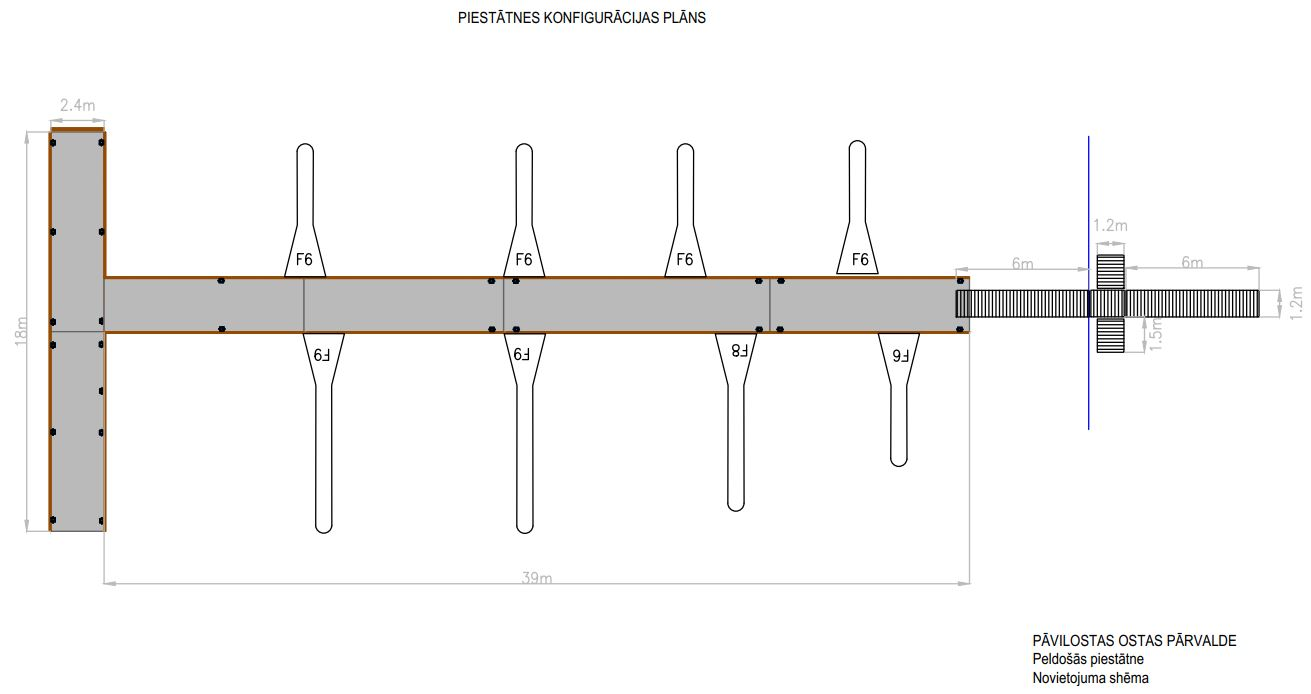 PIESTĀTNES KONFIGURĀCIJAS PLĀNS
2.4m
18m
F6
F6
F6
F6
F9
F9
F8
F6
6m
1.2m
6m
1.2m
1.5m
39m
PĀVILOSTAS OSTAS PĀRVALDE
Peldošās piestātne
Novietojuma shēma